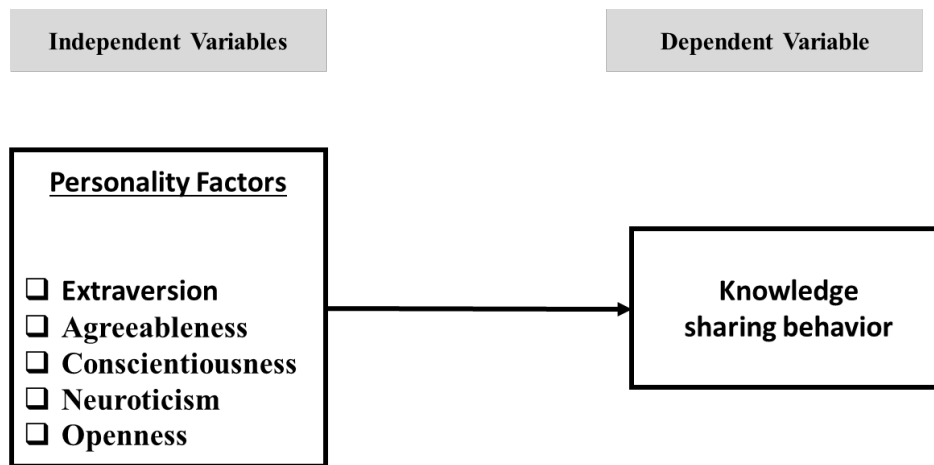 Independent Variables
Dependent Variable
Personality Factors
Extraversion
Agreeableness
Conscientiousness
Neuroticism
Openness
Knowledge
sharing behavior